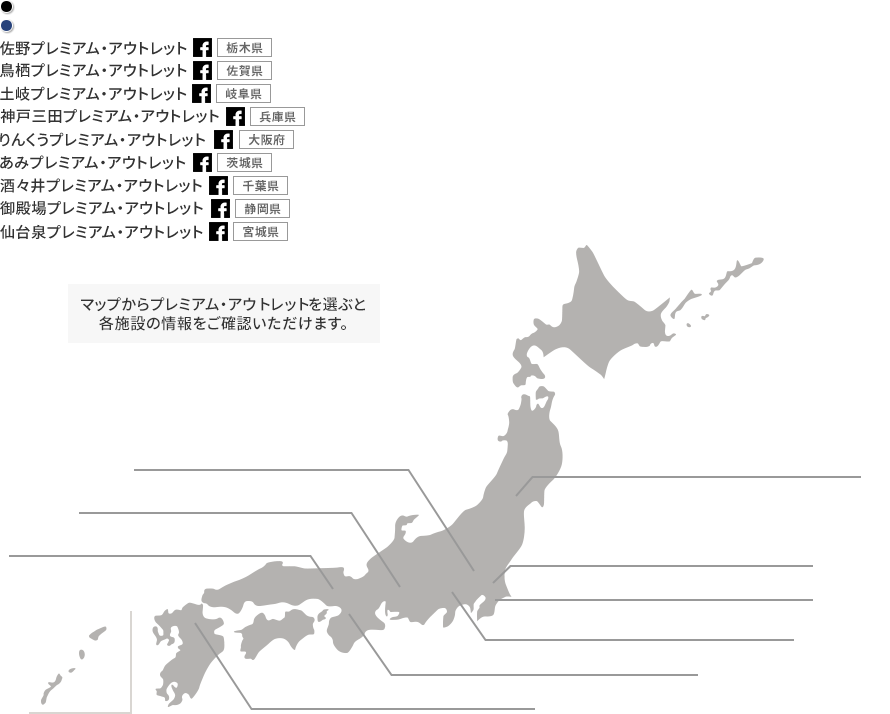 佐野プレミアム・アウトレット 栃木県
鳥栖プレミアム・アウトレット 佐賀県
土岐プレミアム・アウトレット 岐阜県
神戸三田プレミアム・アウトレット 兵庫県
りんくうプレミアム・アウトレット 大阪府
あみプレミアム・アウトレット 茨城県
酒々井プレミアム・アウトレット 千葉県
御殿場プレミアム・アウトレット 静岡県
仙台泉プレミアム・アウトレット 宮城県
マップからプレミアム・アウトレットを選ぶと
各施設の情報をご確認いただけます。